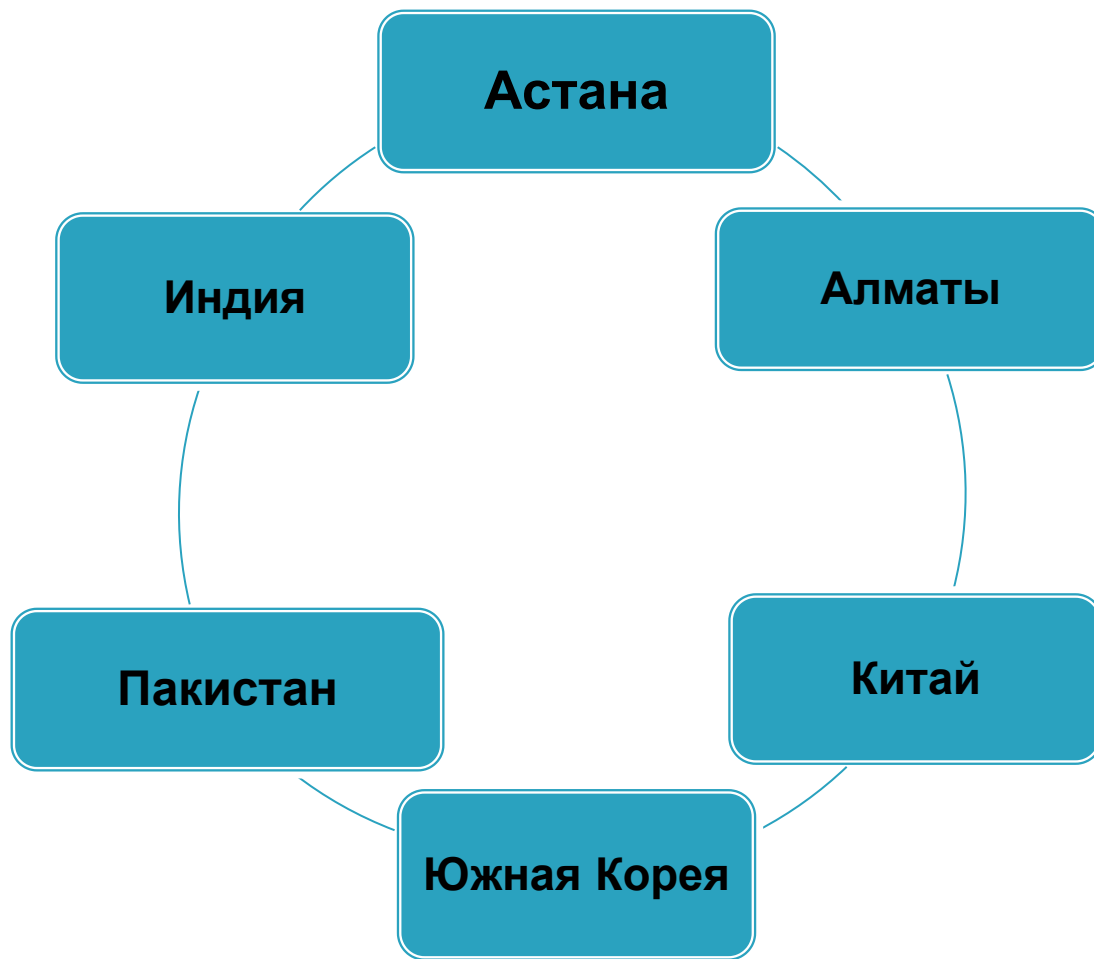 Астана
Алматы
Индия
Китай
Пакистан
Южная Корея